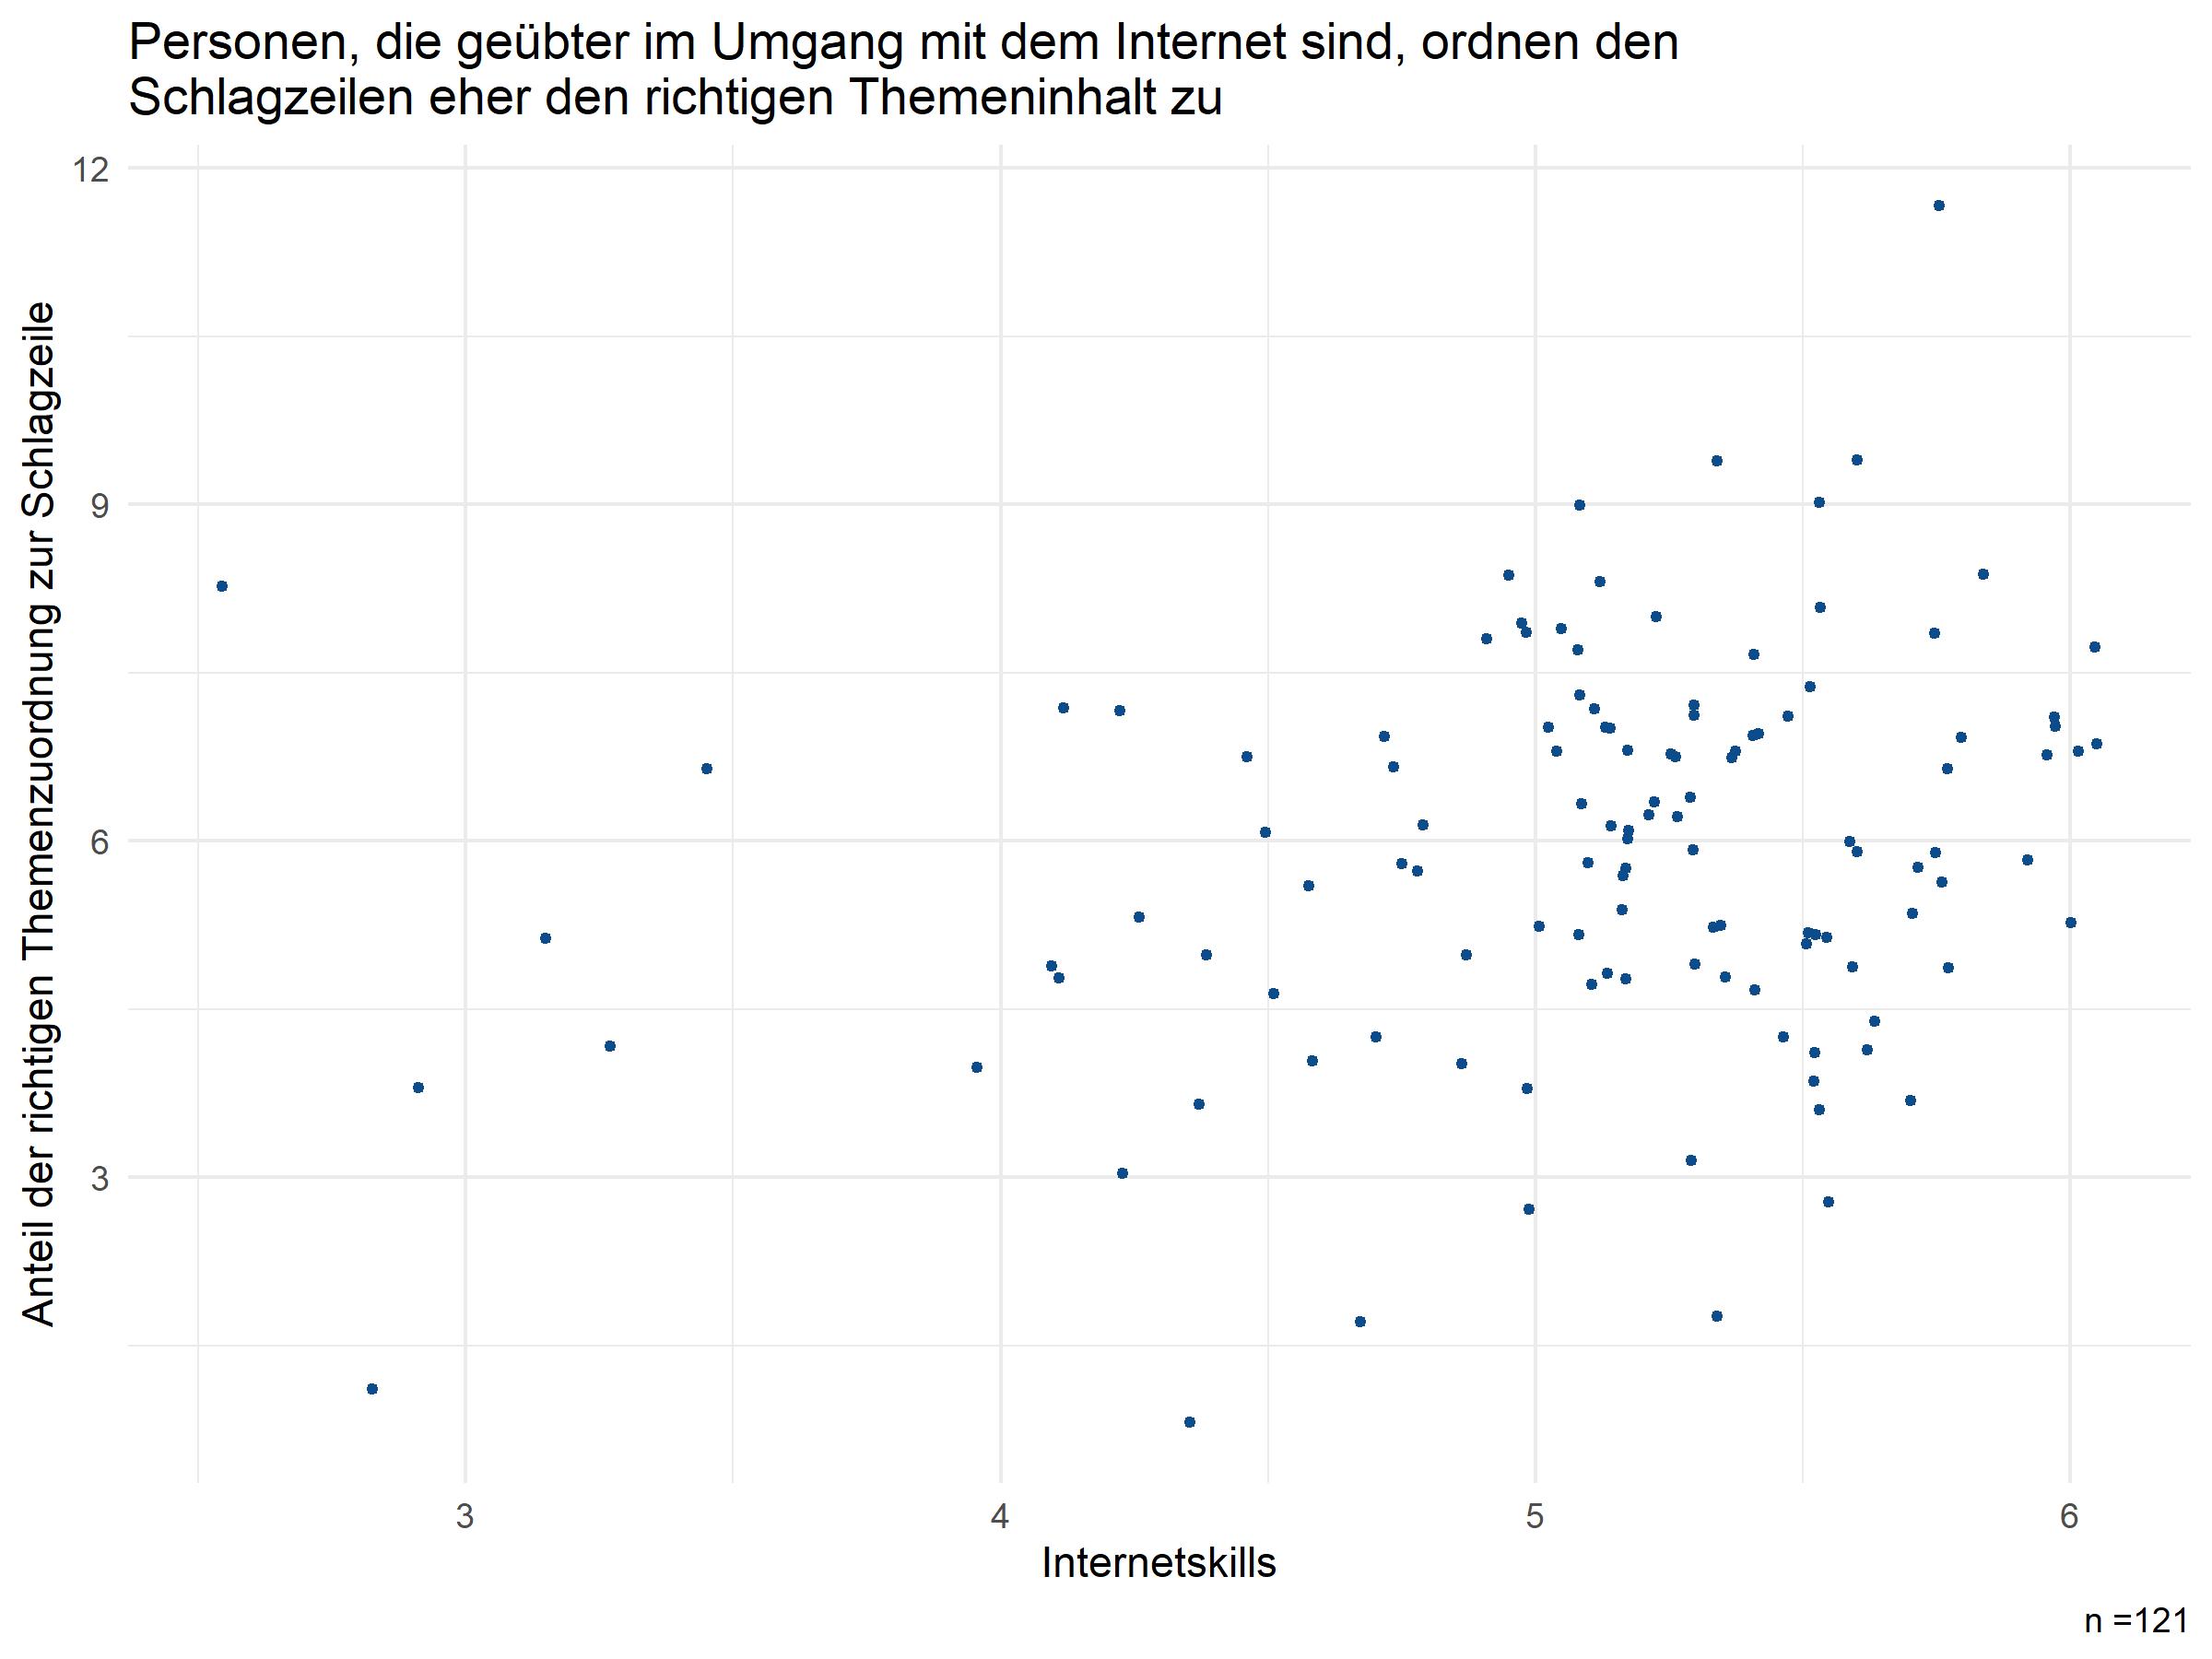 Personen, die geübter im Umgang mit dem Internet sind, ordnen den
Schlagzeilen eher den richtigen Themeninhalt zu
Anteil der richtigen Themenzuordnung zur Schlagzeile
12
9
6
3
3
4
5
6
Internetskills
n =121